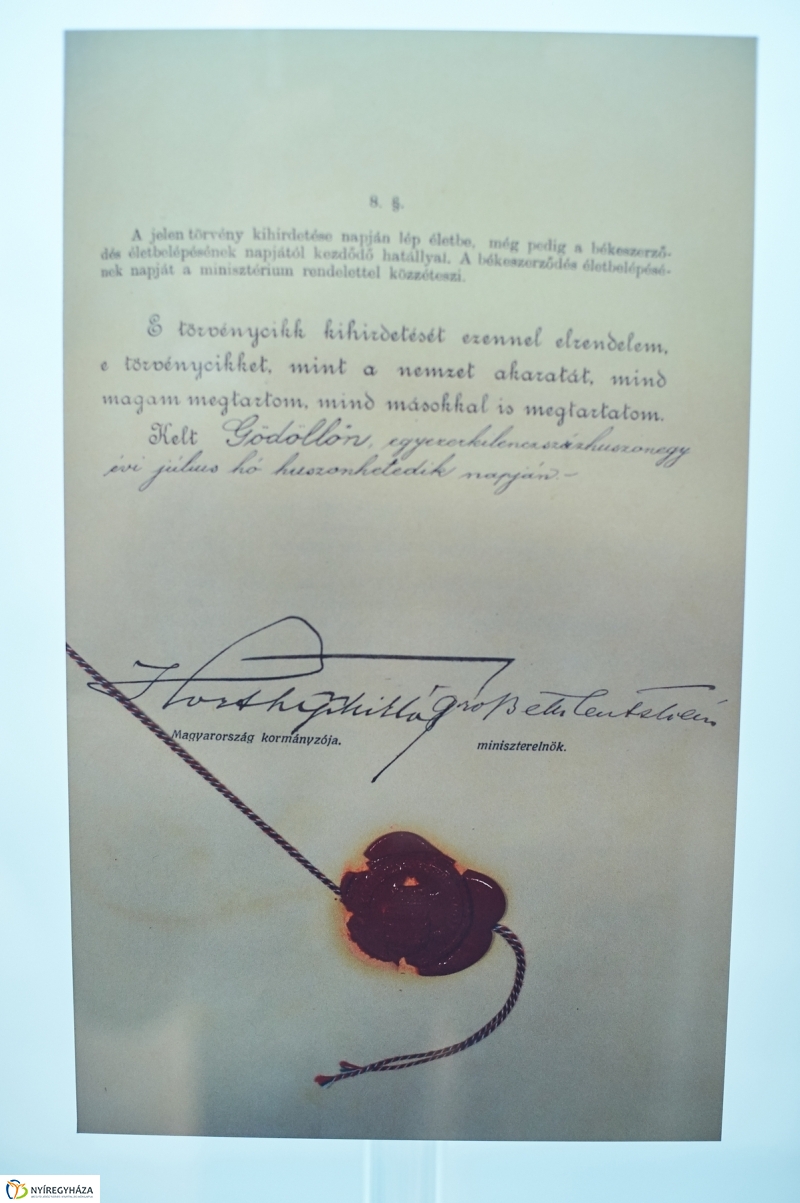 8. §.
A jelen törvény kihirdetése napján lép életbe, még pedig a békeszerző-
dés életbelépésének napjától kezdődő hatállyal. A békeszerződés életbelépésé-
nek napját a minisztérium rendelettel közzéteszi.
E törvénycikk kihirdetését ezennel elrendelem,
e törvénycikket, mint a nemzet akaratát, mind
magam megtartom, mind másokkal is megtartatom.
Kelt Gödöllőn, egyezerkilencszázhuszonegy
évi július hó huszonhetedik napján.-
Horthy Miklós gróf Bethlen István
Magyarország kormányzója. miniszterelnök.
NYÍREGYHÁZA